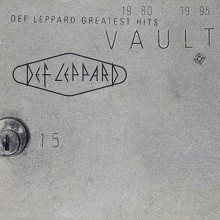 19 80 19 95
DEF LEPPARD GREATEST HITS
VAULT
DEF LEPPARD
15